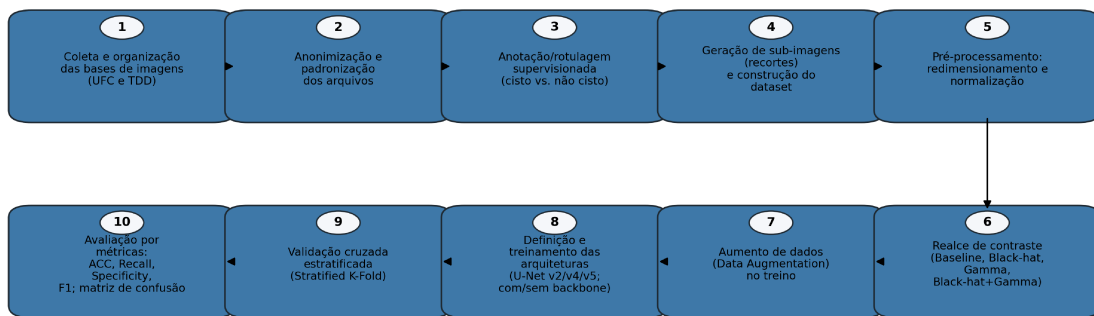 1
Coleta e organização
das bases de imagens
(UFC e TDD)
2
Anonimização e
padronização
dos arquivos
3
Anotação/rotulagem
supervisionada
(cisto vs. não cisto)
4
Geração de sub-imagens
(recortes)
e construção do
dataset
5
Pré-processamento:
redimensionamento e
normalização
6
Realce de contraste
(Baseline, Black-hat,
Gamma,
Black-hat+Gamma)
7
Aumento de dados
(Data Augmentation)
no treino
8
Definição e
treinamento das
arquiteturas
(U-Net v2/v4/v5;
com/sem backbone)
9
Validação cruzada
estratificada
(Stratified K-Fold)
10
Avaliação por
métricas:
ACC, Recall,
Specificity,
F1; matriz de confusão